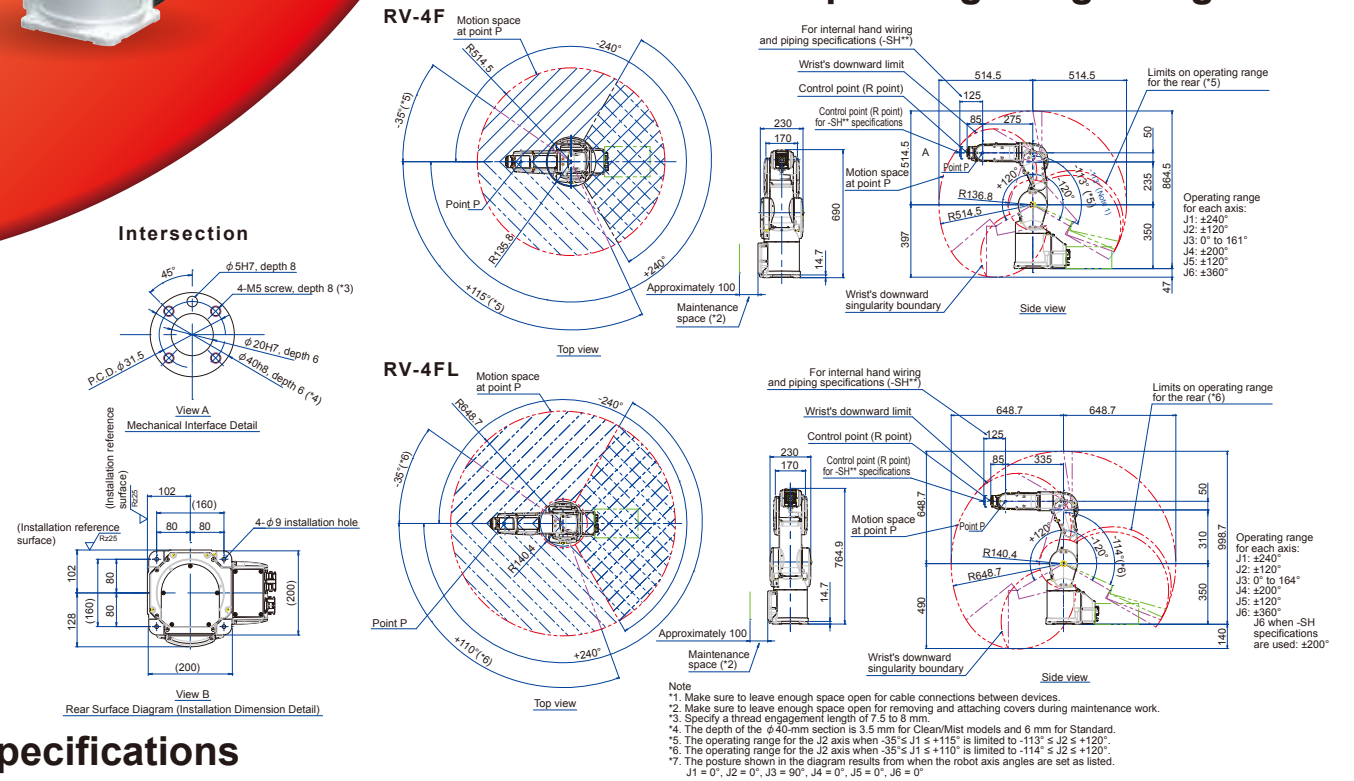 RV-4F
Motion space
at point P
R514.5
-240°
-35°(*5)
Point P
R135.8
+240°
+115°(*5)
Top view
230
170
690
14.7
Approximately 100
Maintenance
space (*2)
For internal hand wiring
and piping specifications (-SH**)
Wrist's downward limit
Control point (R point)
Control point (R point)
for -SH** specifications
514.5
514.5
125
85
275
Limits on operating range
for the rear (*5)
514.5
A
Point P
Motion space
at point P
+120°
-120°
-113° (*5)
(Note 1)
R136.8
R514.5
50
235
864.5
350
397
47
Wrist's downward
singularity boundary
Side view
Operating range
for each axis:
J1: ±240°
J2: ±120°
J3: 0° to 161°
J4: ±200°
J5: ±120°
J6: ±360°
Intersection
45°
φ5H7, depth 8
4-M5 screw, depth 8 (*3)
φ20H7, depth 6
φ40h8, depth 6 (*4)
P.C.D.φ31.5
View A
Mechanical Interface Detail
(Installation reference
surface)
Rz25
102
(160)
80
80
4-φ9 installation hole
(Installation reference
surface)
Rz25
102
80
(160)
80
128
(200)
(200)
View B
Rear Surface Diagram (Installation Dimension Detail)
RV-4FL
Motion space
at point P
R648.7
-240°
-35°(*6)
R140.4
Point P
+110°(*6)
+240°
Top view
230
170
764.9
14.7
Approximately 100
Maintenance
space (*2)
For internal hand wiring
and piping specifications (-SH**)
Wrist's downward limit
Control point (R point)
Control point (R point)
for -SH** specifications
648.7
648.7
125
85
335
Limits on operating range
for the rear (*6)
648.7
Motion space
at point P
Point P
+120°
-120°
-114°(*6)
R140.4
R648.7
50
310
998.7
350
490
140
Wrist's downward
singularity boundary
Side view
Operating range
for each axis:
J1: ±240°
J2: ±120°
J3: 0° to 164°
J4: ±200°
J5: ±120°
J6: ±360°
J6 when -SH
specifications
are used: ±200°
Note
*1. Make sure to leave enough space open for cable connections between devices.
*2. Make sure to leave enough space open for removing and attaching covers during maintenance work.
*3. Specify a thread engagement length of 7.5 to 8 mm.
*4. The depth of the φ40-mm section is 3.5 mm for Clean/Mist models and 6 mm for Standard.
*5. The operating range for the J2 axis when -35°≤ J1 ≤ +115° is limited to -113° ≤ J2 ≤ +120°.
*6. The operating range for the J2 axis when -35°≤ J1 ≤ +110° is limited to -114° ≤ J2 ≤ +120°.
*7. The posture shown in the diagram results from when the robot axis angles are set as listed.
J1 = 0°, J2 = 0°, J3 = 90°, J4 = 0°, J5 = 0°, J6 = 0°
pecifications